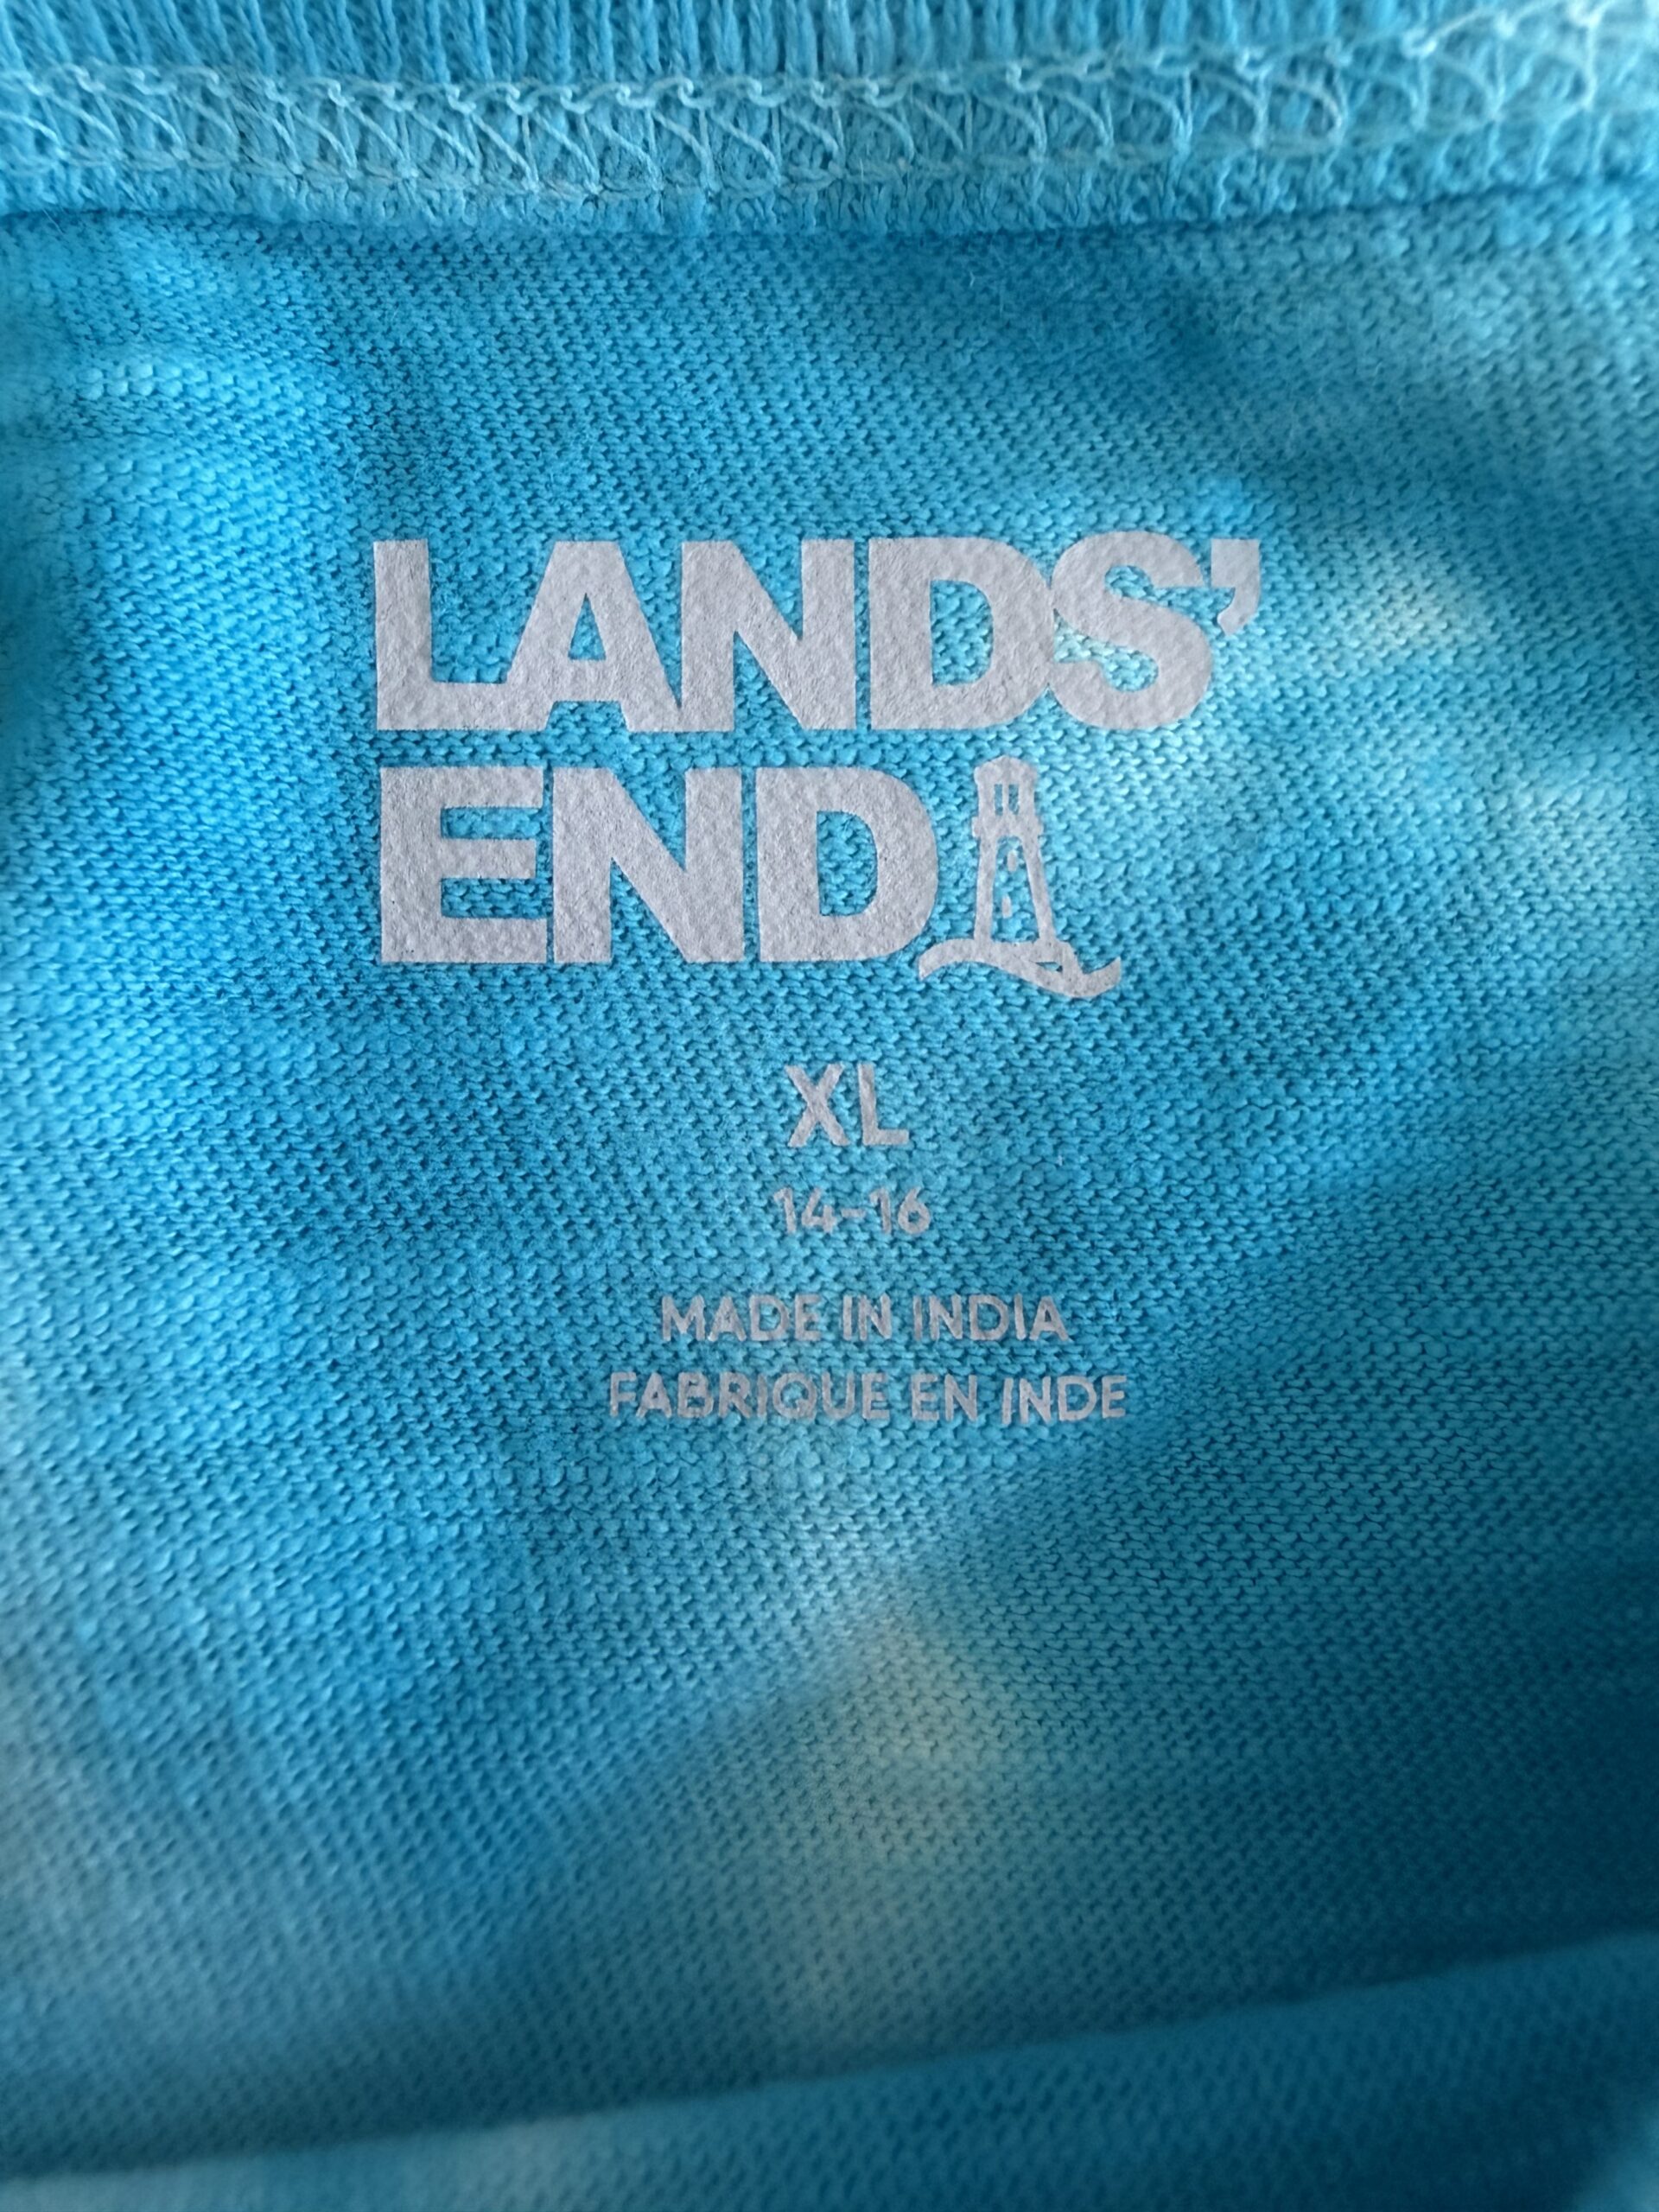 LANDS'
END
XL
14-16
MADE IN INDIA
FABRIQUE EN INDE